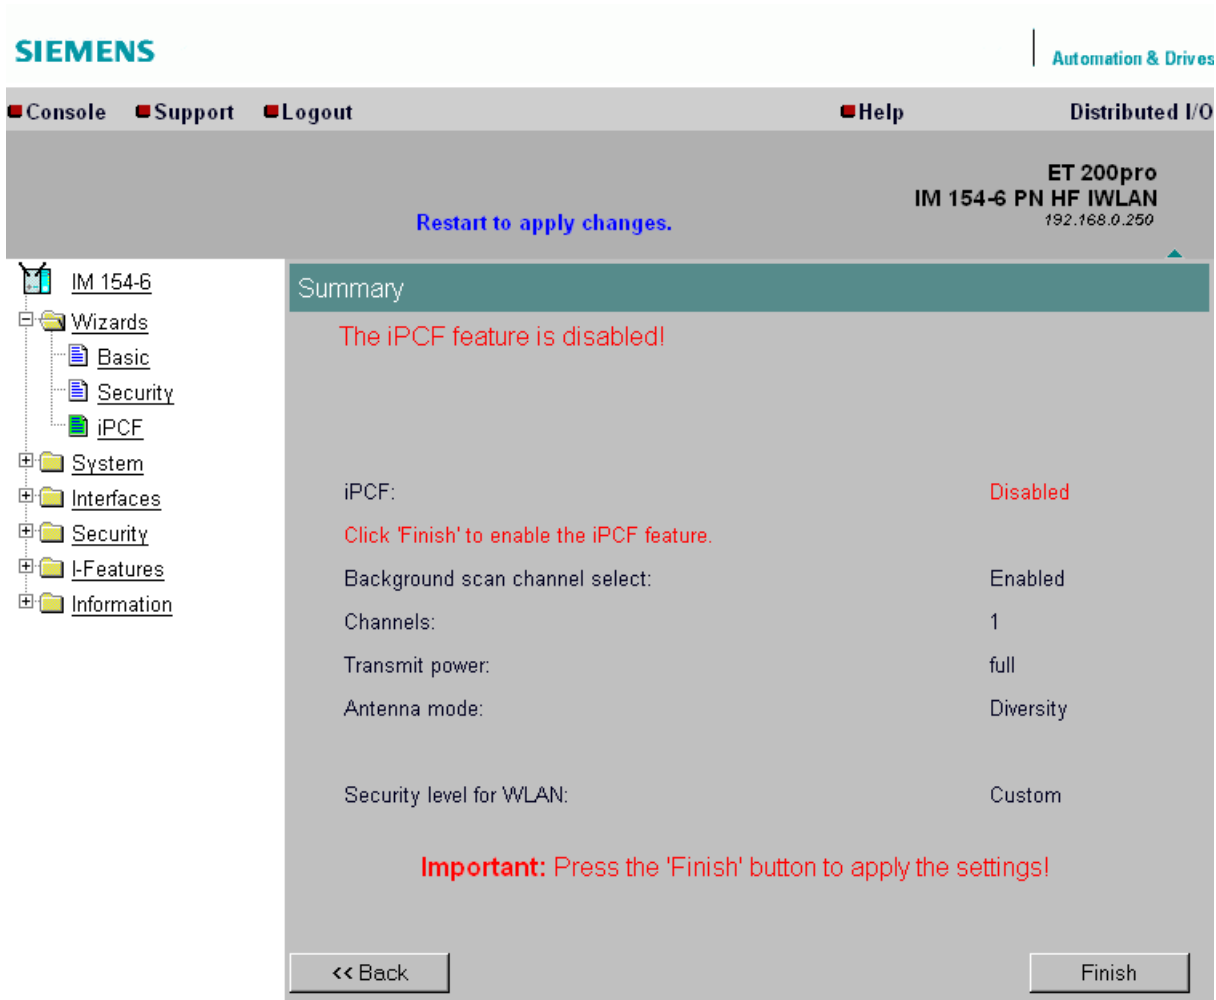 SIEMENS
Automation & Drives
Console Support Logout Help Distributed I/O
ET 200pro
IM 154-6 PN HF IWLAN
192.168.0.250
Restart to apply changes.
IM 154-6
Wizards
Basic
Security
iPCF
System
Interfaces
Security
I-Features
Information
Summary
The iPCF feature is disabled!
iPCF: Disabled
Click 'Finish' to enable the iPCF feature.
Background scan channel select: Enabled
Channels: 1
Transmit power: full
Antenna mode: Diversity
Security level for WLAN: Custom
Important: Press the 'Finish' button to apply the settings!
<< Back Finish